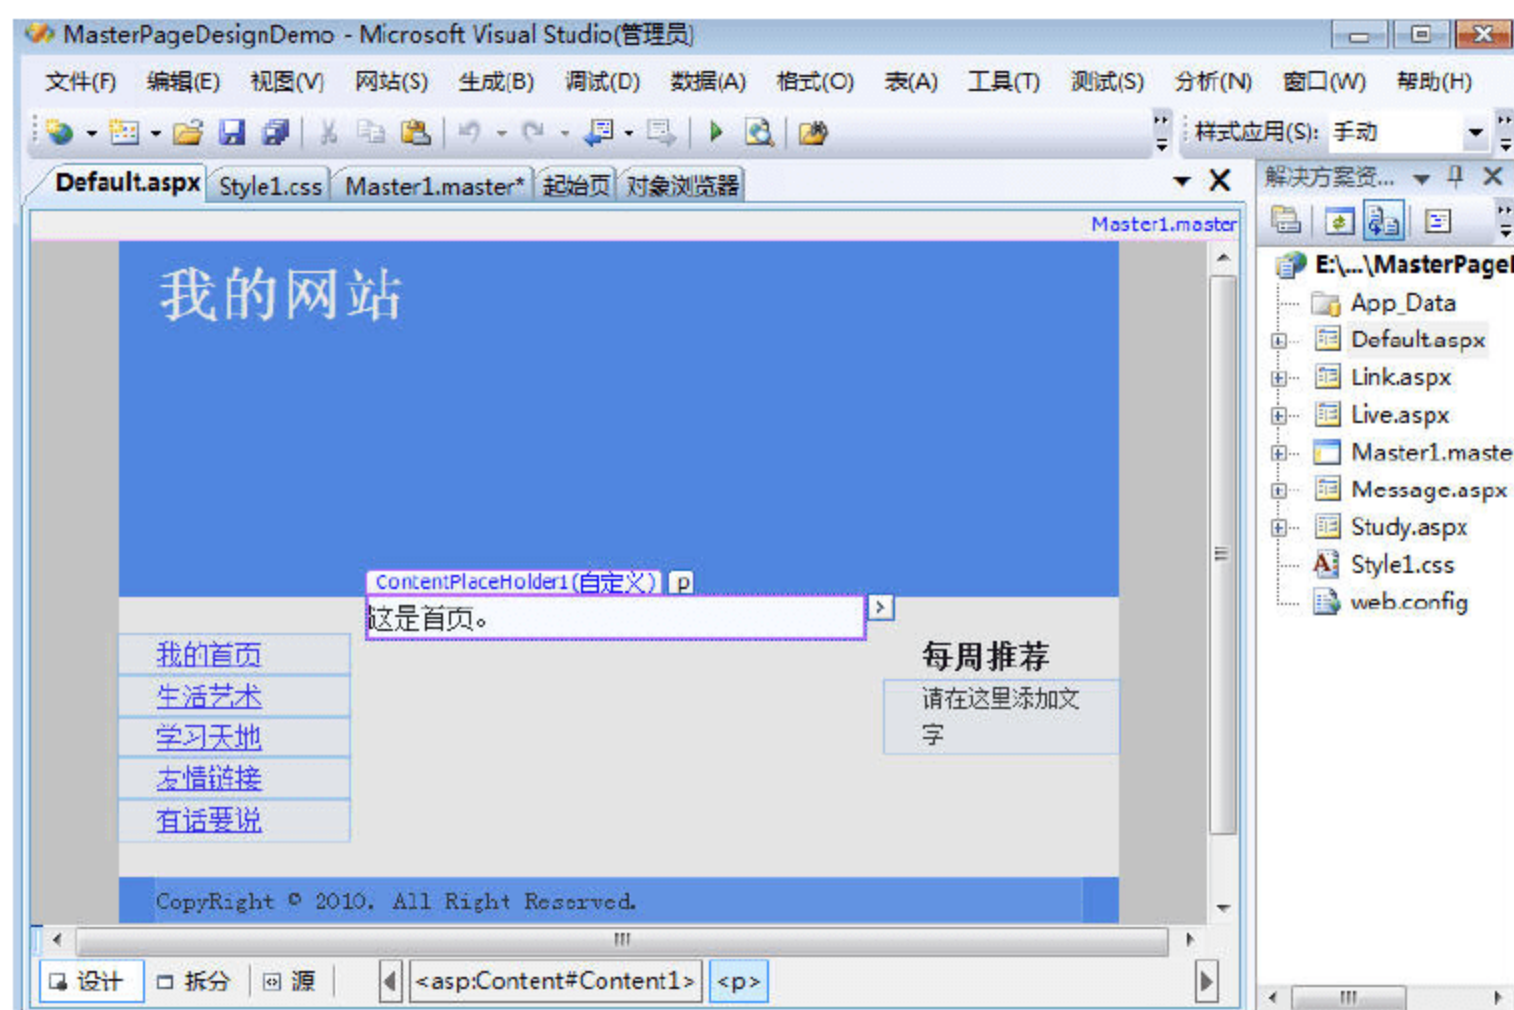 MasterPageDesignDemo - Microsoft Visual Studio(管理员)
文件(F) 编辑(E) 视图(V) 网站(S) 生成(B) 调试(D) 数据(A) 格式(O) 表(A) 工具(T) 测试(S) 分析(N) 窗口(W) 帮助(H)
样式应用(S): 手动
Default.aspx Style1.css Master1.master* 起始页 对象浏览器
解决方案资...
Master1.master
我的网站
ContentPlaceHolder1(自定义) p
这是首页。
我的首页
生活艺术
学习天地
友情链接
有话要说
每周推荐
请在这里添加文
字
CopyRight © 2010. All Right Reserved.
设计 拆分 源 <asp:Content#Content1> <p>
E:\...\MasterPage
App_Data
Default.aspx
Link.aspx
Live.aspx
Master1.maste
Message.aspx
Study.aspx
Style1.css
web.config